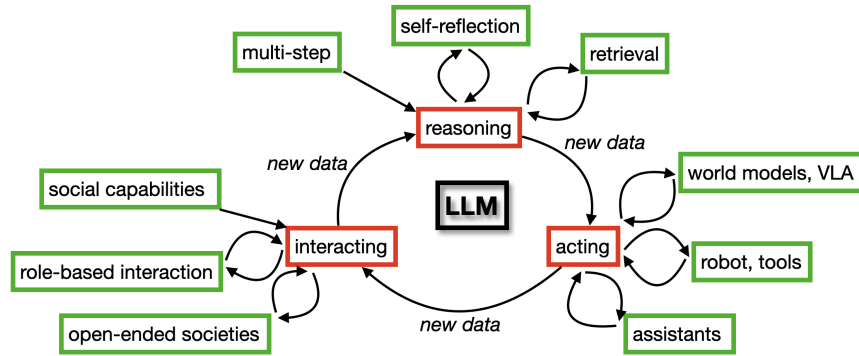 self-reflection
multi-step
retrieval
reasoning
new data
new data
world models, VLA
social capabilities
LLM
interacting
acting
role-based interaction
robot, tools
new data
open-ended societies
assistants